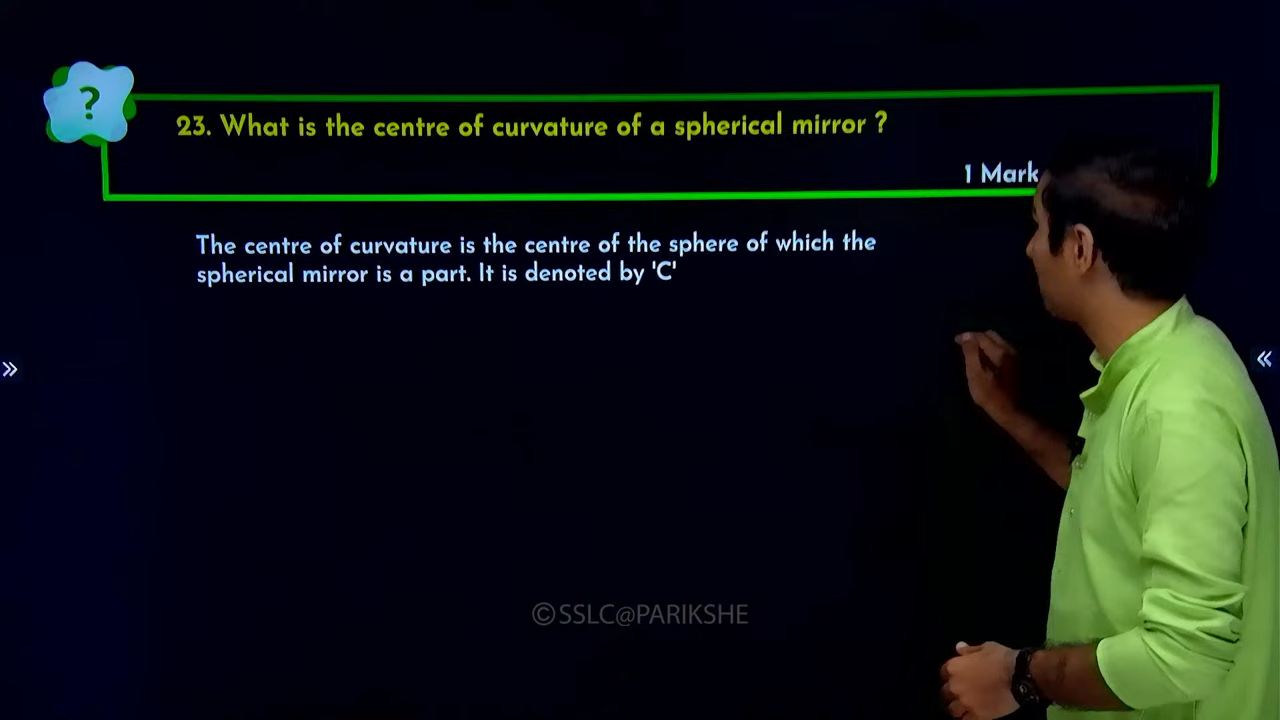 ?
23. What is the centre of curvature of a spherical mirror ?
1 Mark
The centre of curvature is the centre of the sphere of which the
spherical mirror is a part. It is denoted by 'C'
»
«
©SSLC@PARIKSHE